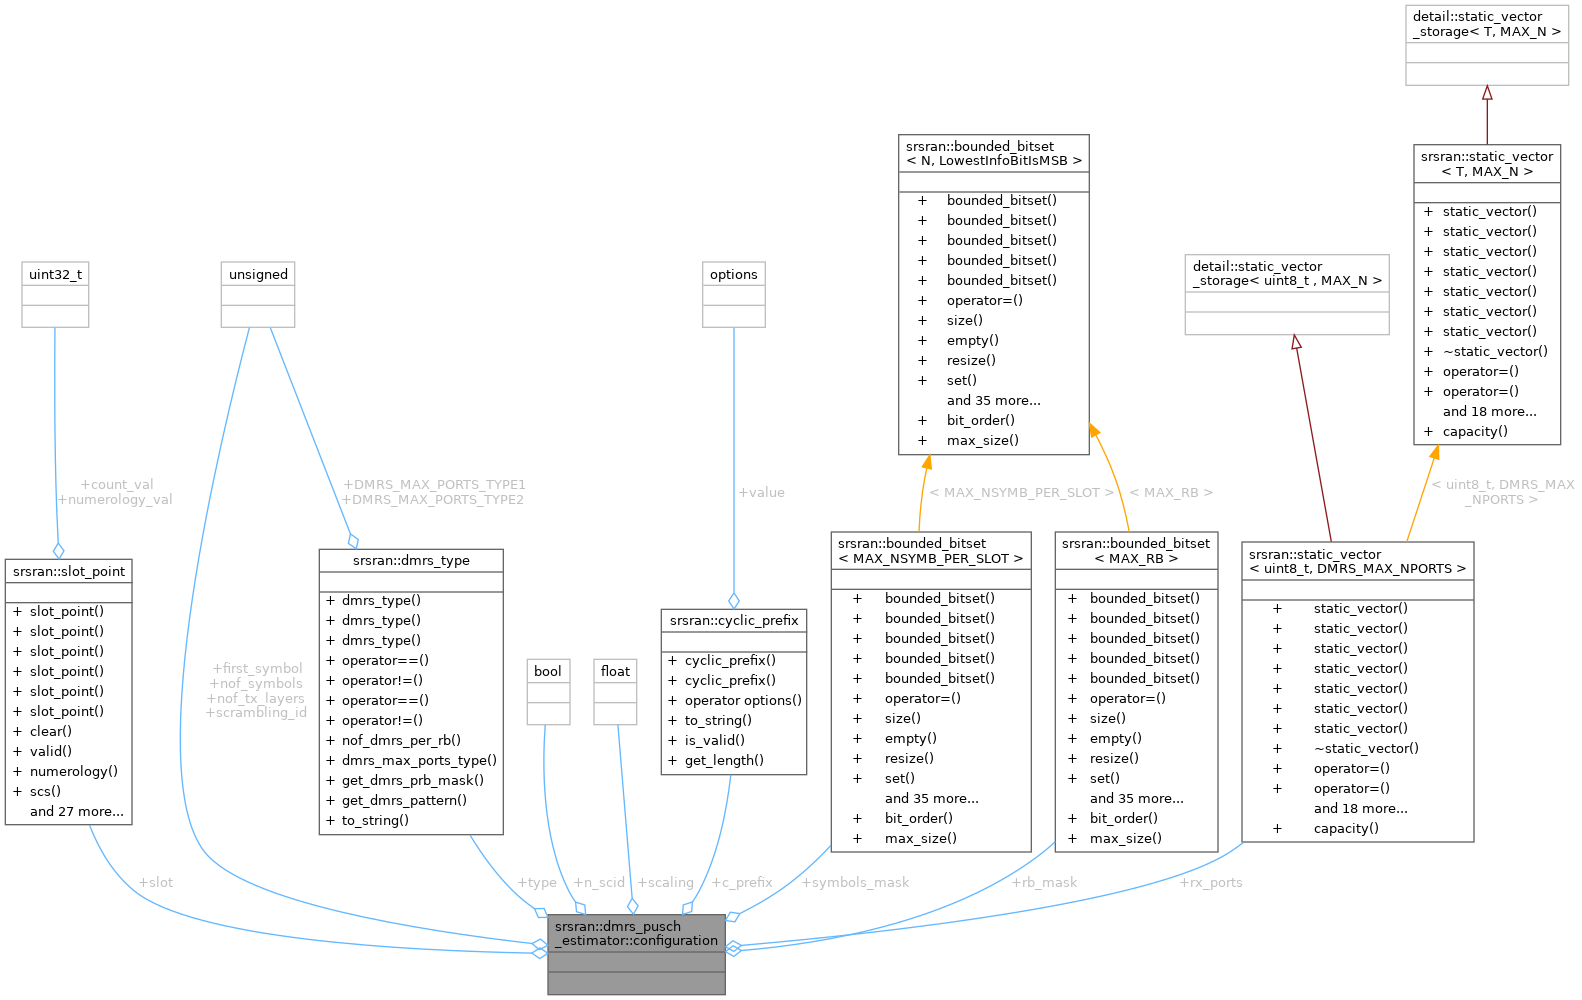 detail::static_vector
_storage< T, MAX_N >
srsran::bounded_bitset
< N, LowestInfoBitIsMSB >
+ bounded_bitset()
+ bounded_bitset()
+ bounded_bitset()
+ bounded_bitset()
+ bounded_bitset()
+ operator=()
+ size()
+ empty()
+ resize()
+ set()
and 35 more...
+ bit_order()
+ max_size()
srsran::static_vector
< T, MAX_N >
+ static_vector()
+ static_vector()
+ static_vector()
+ static_vector()
+ static_vector()
+ static_vector()
+ static_vector()
+ ~static_vector()
+ operator=()
+ operator=()
and 18 more...
+ capacity()
uint32_t
unsigned
options
detail::static_vector
_storage< uint8_t , MAX_N >
+count_val
+numerology_val
+DMRS_MAX_PORTS_TYPE1
+DMRS_MAX_PORTS_TYPE2
+value
< MAX_NSYMB_PER_SLOT >
< MAX_RB >
< uint8_t, DMRS_MAX
_NPORTS >
srsran::slot_point
+ slot_point()
+ slot_point()
+ slot_point()
+ slot_point()
+ slot_point()
+ slot_point()
+ clear()
+ valid()
+ numerology()
+ scs()
and 27 more...
+first_symbol
+nof_symbols
+nof_tx_layers
+scrambling_id
srsran::dmrs_type
+ dmrs_type()
+ dmrs_type()
+ dmrs_type()
+ operator==()
+ operator!=()
+ operator==()
+ operator!=()
+ nof_dmrs_per_rb()
+ dmrs_max_ports_type()
+ get_dmrs_prb_mask()
+ get_dmrs_pattern()
+ to_string()
bool
float
srsran::cyclic_prefix
+ cyclic_prefix()
+ cyclic_prefix()
+ operator options()
+ to_string()
+ is_valid()
+ get_length()
srsran::bounded_bitset
< MAX_NSYMB_PER_SLOT >
+ bounded_bitset()
+ bounded_bitset()
+ bounded_bitset()
+ bounded_bitset()
+ bounded_bitset()
+ operator=()
+ size()
+ empty()
+ resize()
+ set()
and 35 more...
+ bit_order()
+ max_size()
srsran::bounded_bitset
< MAX_RB >
+ bounded_bitset()
+ bounded_bitset()
+ bounded_bitset()
+ bounded_bitset()
+ bounded_bitset()
+ operator=()
+ size()
+ empty()
+ resize()
+ set()
and 35 more...
+ bit_order()
+ max_size()
srsran::static_vector
< uint8_t, DMRS_MAX_NPORTS >
+ static_vector()
+ static_vector()
+ static_vector()
+ static_vector()
+ static_vector()
+ static_vector()
+ static_vector()
+ ~static_vector()
+ operator=()
+ operator=()
and 18 more...
+ capacity()
+slot
+type
+n_scid
+scaling
+c_prefix
+symbols_mask
+rb_mask
+rx_ports
srsran::dmrs_pusch
_estimator::configuration